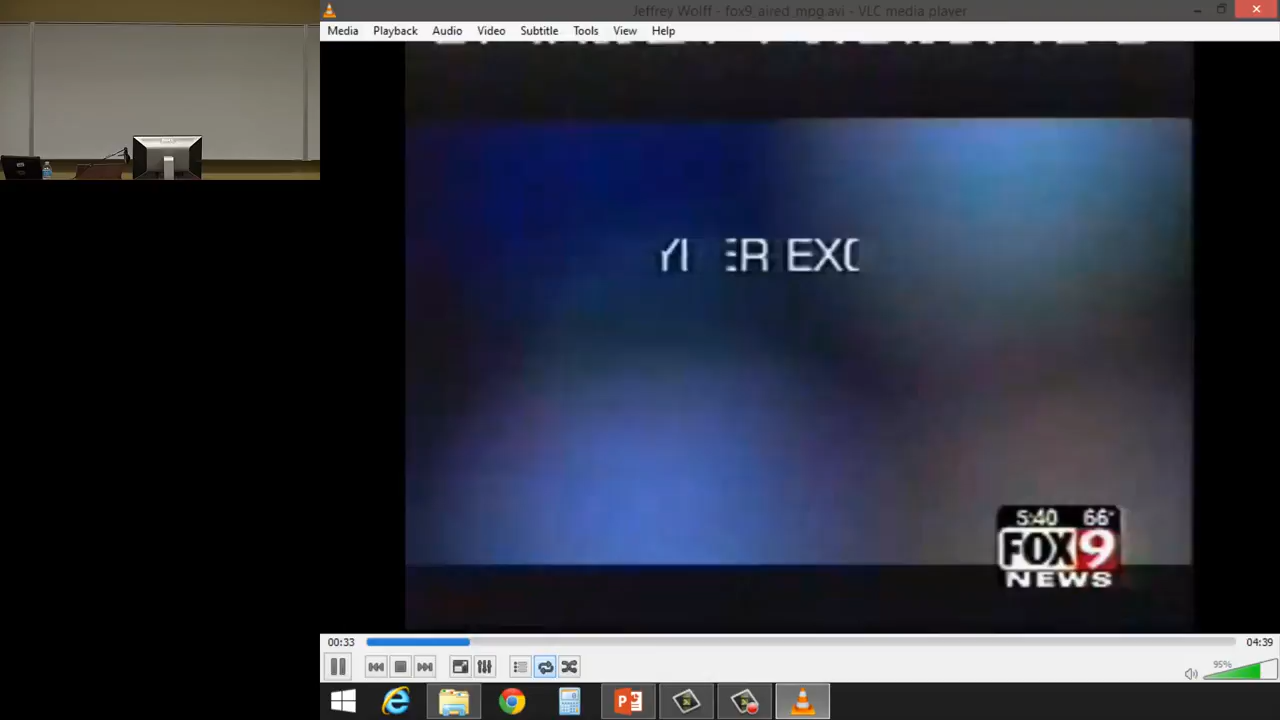 Jeffrey Wolff - fox9_aired_mpg.avi - VLC media player
Media Playback Audio Video Subtitle Tools View Help
ER EX
5:40 66°
FOX 9
NEWS
00:33
04:39
95%